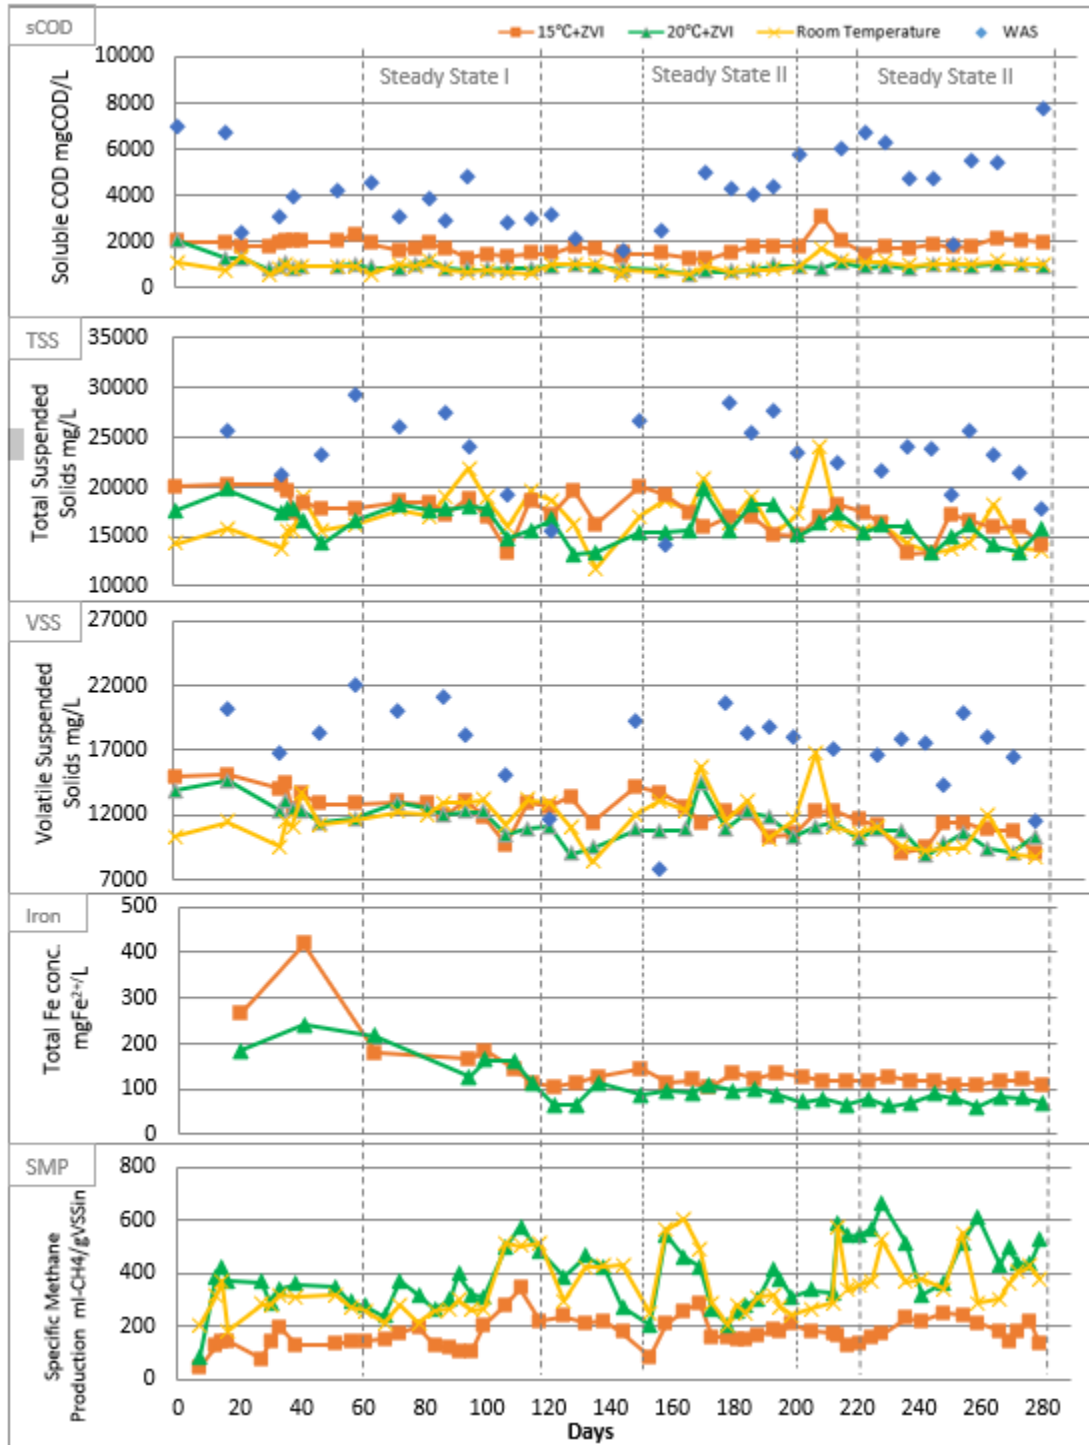 sCOD
15°C+ZVI 20°C+ZVI Room Temperature WAS
Steady State I Steady State II Steady State II
Soluble COD mgCOD/L
10000
8000
6000
4000
2000
0
TSS
Total Suspended
Solids mg/L
35000
30000
25000
20000
15000
10000
VSS
Volatile Suspended
Solids mg/L
27000
22000
17000
12000
7000
Iron
Total Fe conc.
mgFe²⁺/L
500
400
300
200
100
0
SMP
Specific Methane
Production ml-CH4/gVSSin
800
600
400
200
0
0 20 40 60 80 100 120 140 160 180 200 220 240 260 280
Days